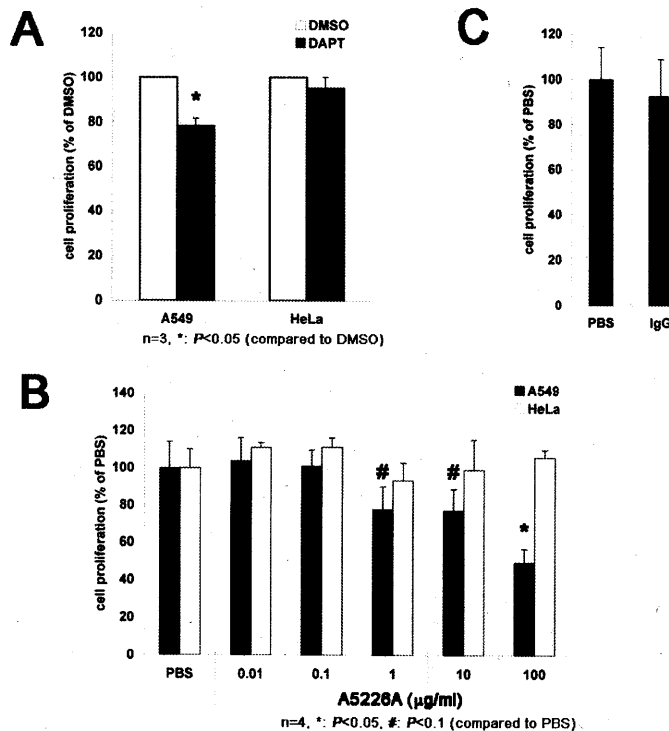 A
DMSO
DAPT
120
100
80
60
40
20
0
cell proliferation (% of DMSO)
*
A549
HeLa
n=3, *: P<0.05 (compared to DMSO)
C
120
100
80
60
40
20
0
cell proliferation (% of PBS)
PBS
IgG
B
A549
HeLa
140
120
100
80
60
40
20
0
cell proliferation (% of PBS)
#
#
*
PBS
0.01
0.1
1
10
100
A5226A (μg/ml)
n=4, *: P<0.05, #: P<0.1 (compared to PBS)